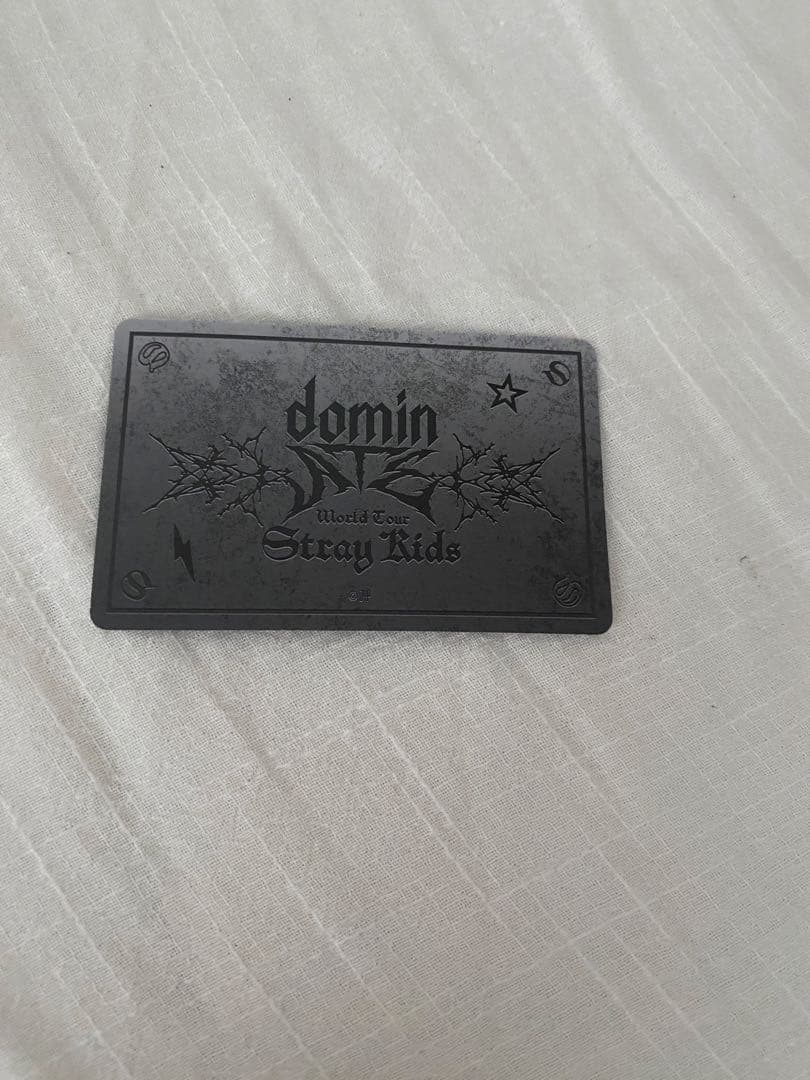 domin
ATE
World Tour
Stray Kids